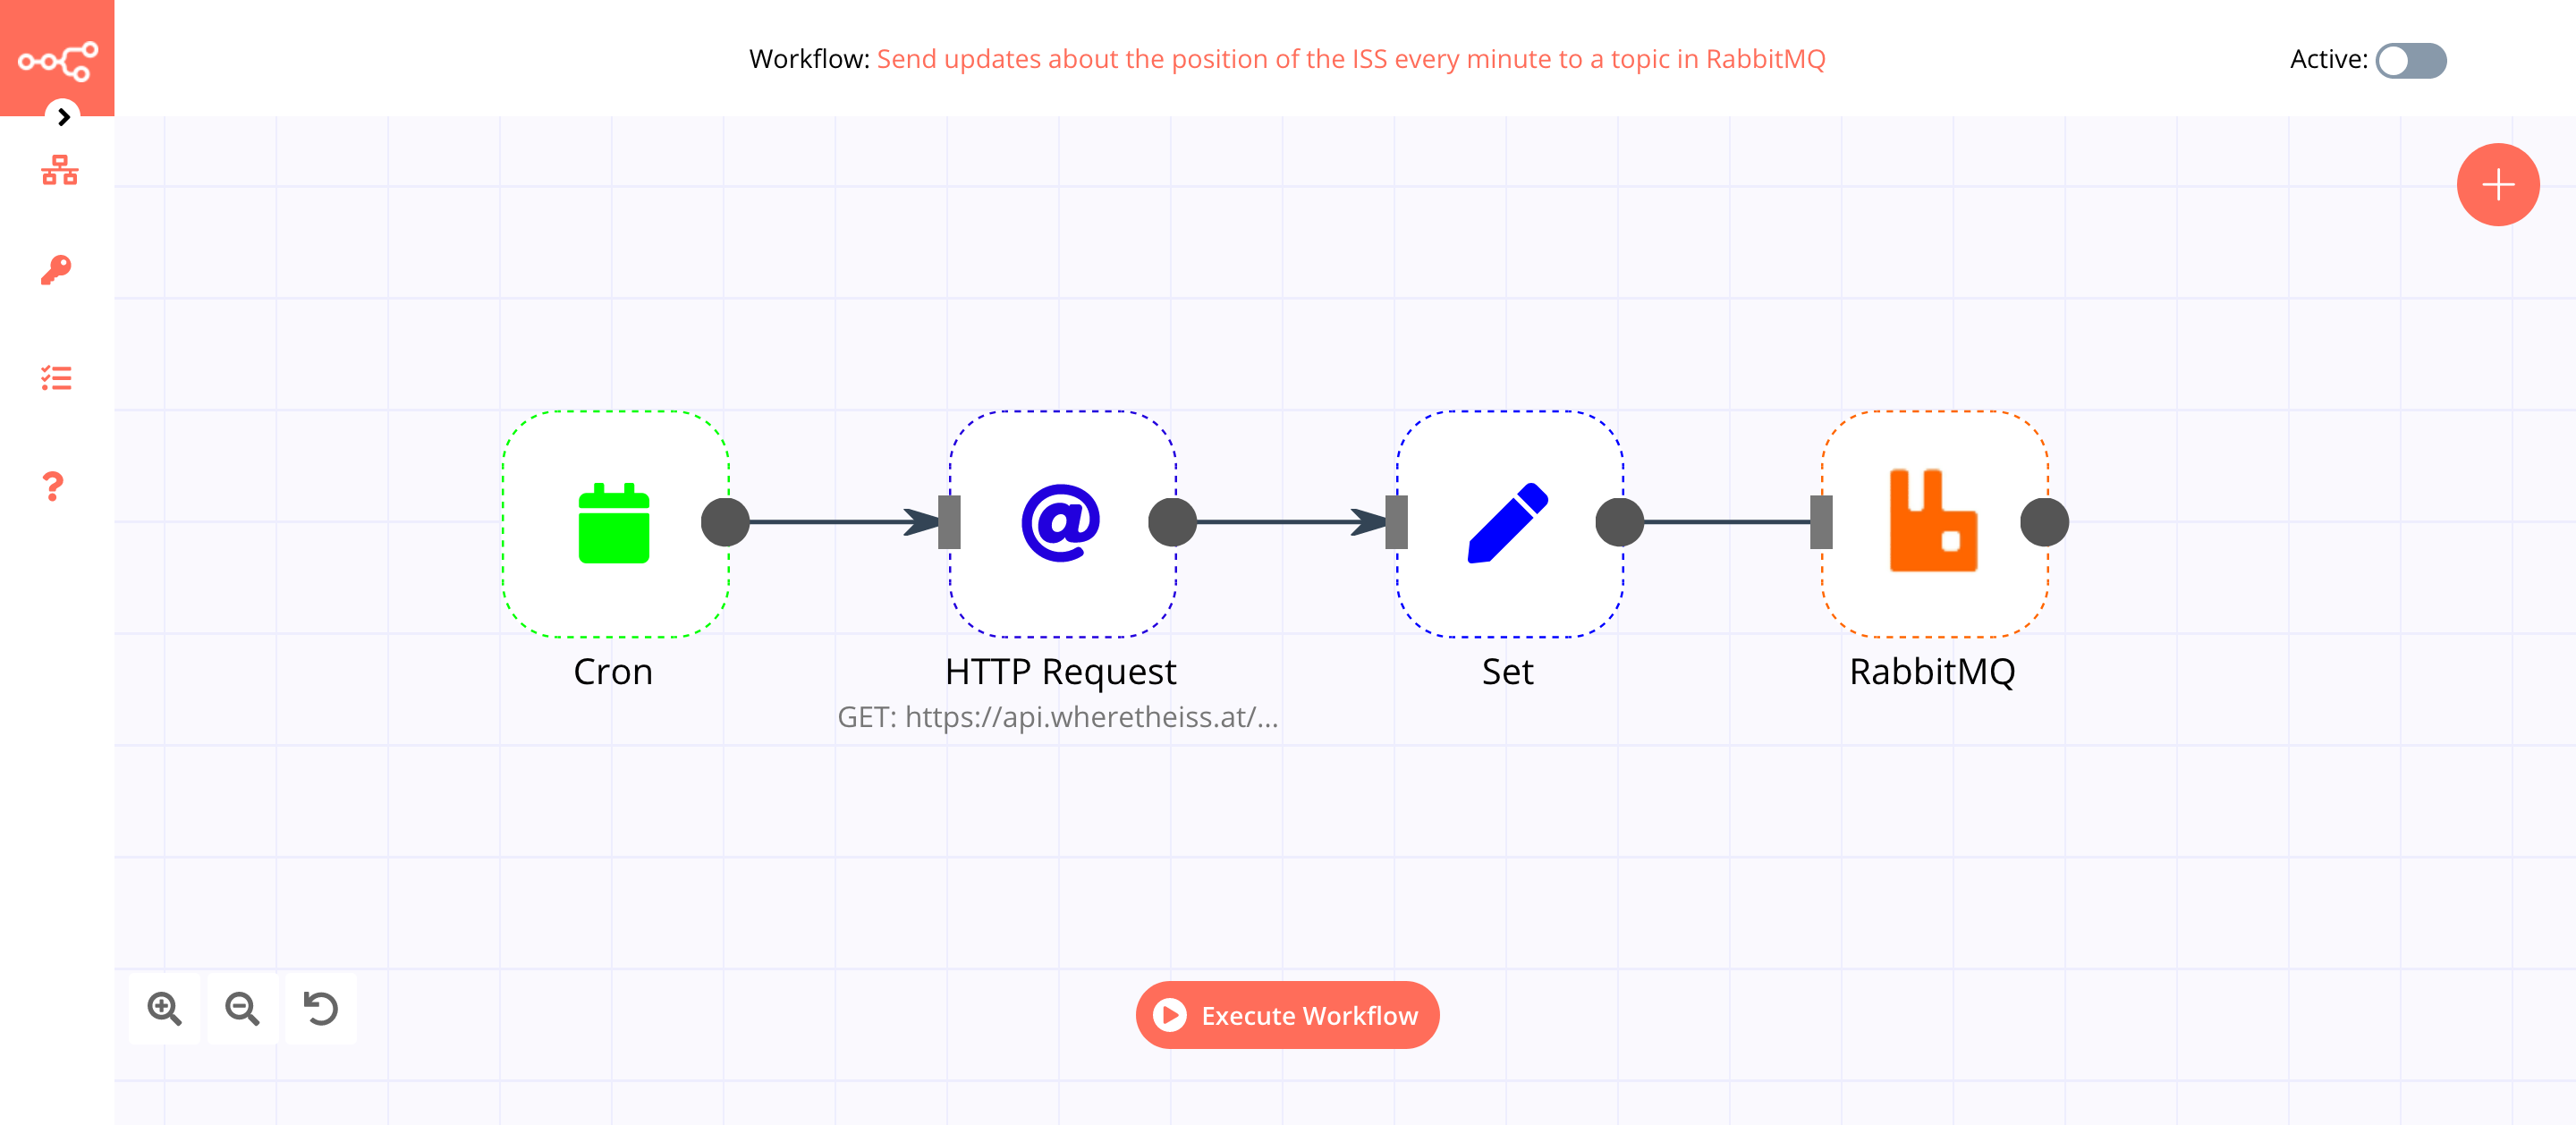 Workflow: Send updates about the position of the ISS every minute to a topic in RabbitMQ
Active:
Cron
HTTP Request
Set
RabbitMQ
GET: https://api.wheretheiss.at/...
Execute Workflow